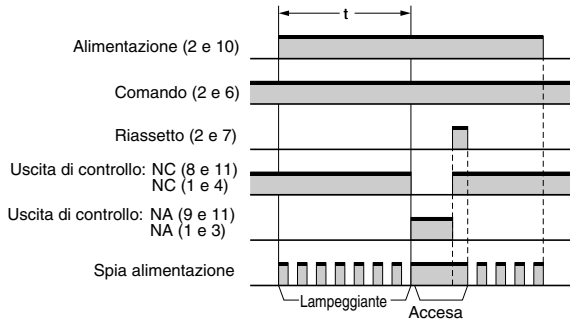 t
Alimentazione (2 e 10)
Comando (2 e 6)
Riassetto (2 e 7)
Uscita di controllo: NC (8 e 11)
NC (1 e 4)
Uscita di controllo: NA (9 e 11)
NA (1 e 3)
Spia alimentazione
Lampeggiante
Accesa